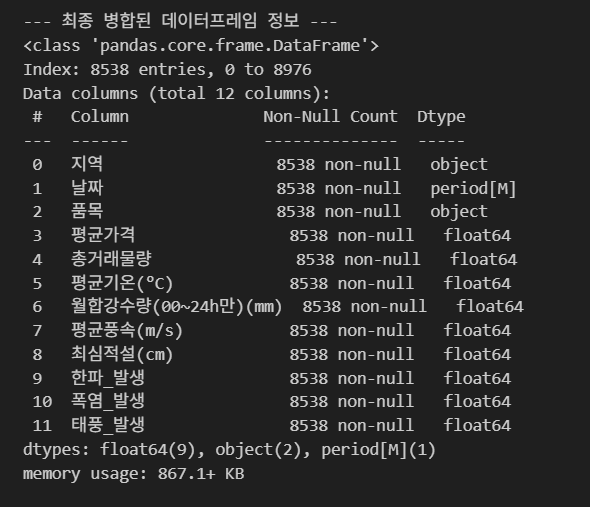 --- 최종 병합된 데이터프레임 정보 ---
<class 'pandas.core.frame.DataFrame'>
Index: 8538 entries, 0 to 8976
Data columns (total 12 columns):
 #   Column             Non-Null Count  Dtype
---  ------             --------------  -----
 0   지역                 8538 non-null   object
 1   날짜                 8538 non-null   period[M]
 2   품목                 8538 non-null   object
 3   평균가격               8538 non-null   float64
 4   총거래물량              8538 non-null   float64
 5   평균기온(°C)           8538 non-null   float64
 6   월합강수량(00~24h만)(mm)  8538 non-null   float64
 7   평균풍속(m/s)          8538 non-null   float64
 8   최심적설(cm)           8538 non-null   float64
 9   한파_발생              8538 non-null   float64
 10  폭염_발생              8538 non-null   float64
 11  태풍_발생              8538 non-null   float64
dtypes: float64(9), object(2), period[M](1)
memory usage: 867.1+ KB